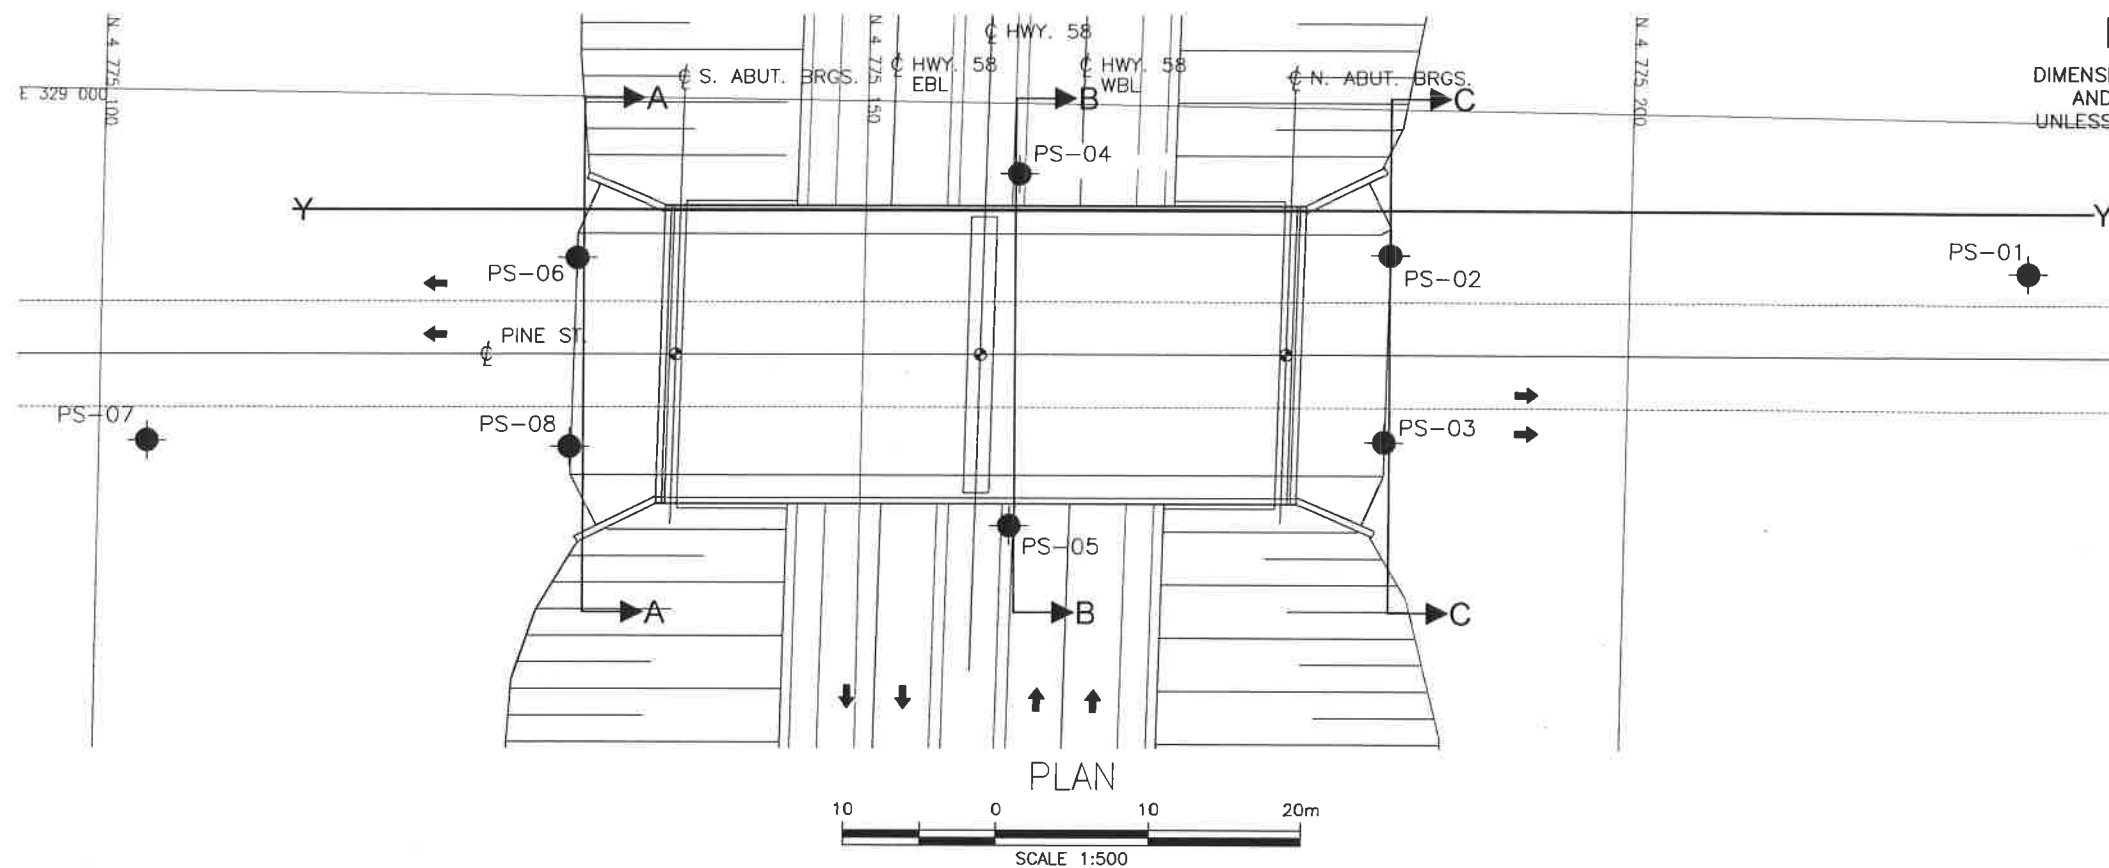 N 4 775 100
N 4 775 150
N 4 775 200
℄ HWY. 58
℄ HWY. 58
EBL
℄ HWY. 58
WBL
℄ S. ABUT. BRGS.
℄ N. ABUT. BRGS.
E 329 000
DIMENS
AND
UNLESS
A
B
C
PS-04
Y
Y
PS-06
PS-02
PS-01
℄ PINE ST.
PS-07
PS-08
PS-03
PS-05
A
B
C
PLAN
10 0 10 20m
SCALE 1:500